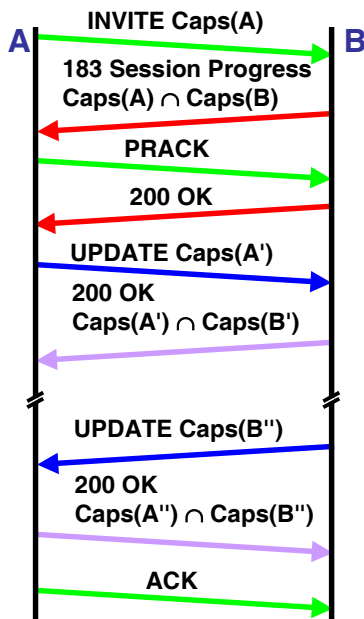 INVITE Caps(A)
A
B
183 Session Progress
Caps(A) ∩ Caps(B)
PRACK
200 OK
UPDATE Caps(A')
200 OK
Caps(A') ∩ Caps(B')
UPDATE Caps(B'')
200 OK
Caps(A'') ∩ Caps(B'')
ACK